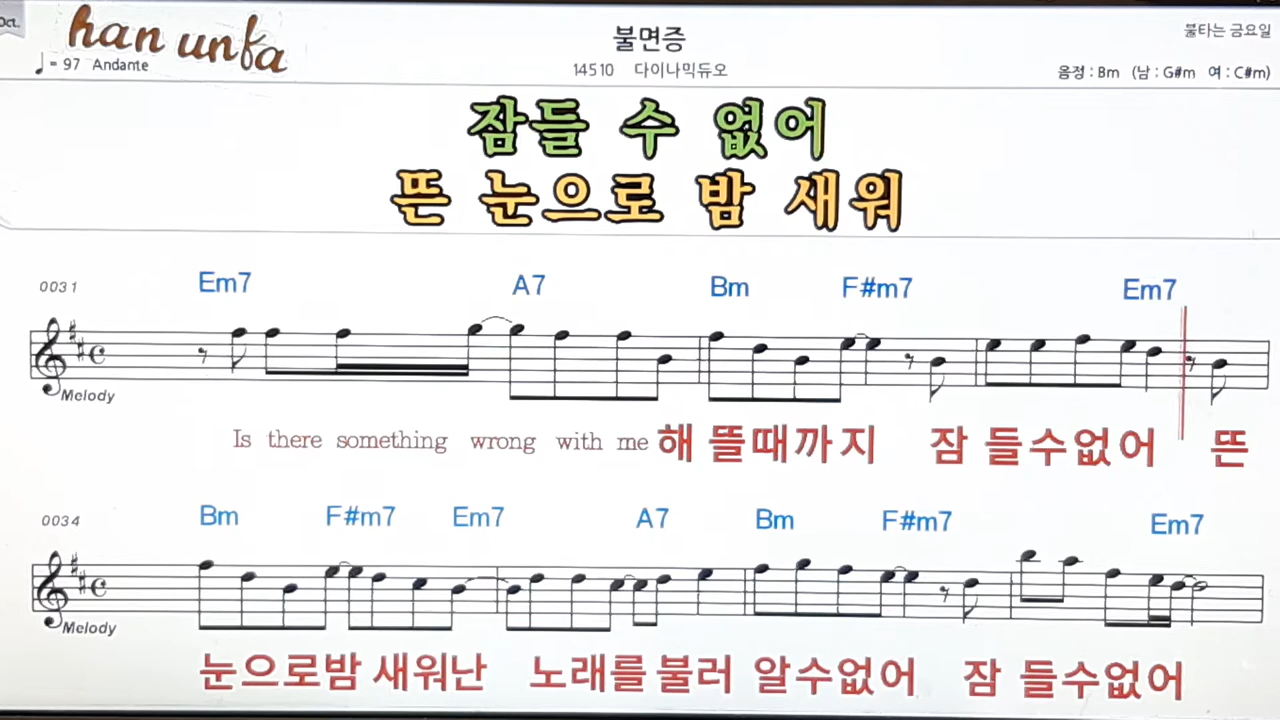 Oct.
han unfa
♩= 97 Andante
불면증
14510 다이나믹듀오
불타는 금요일
음정 : Bm (남 : G#m 여 : C#m)
잠들 수 없어
뜬 눈으로 밤 새워
0031 Em7 A7 Bm F#m7 Em7
Melody
Is there something wrong with me 해 뜰때까지 잠 들수없어 뜬
0034 Bm F#m7 Em7 A7 Bm F#m7 Em7
Melody
눈으로밤 새워난 노래를불러 알수없어 잠 들수없어